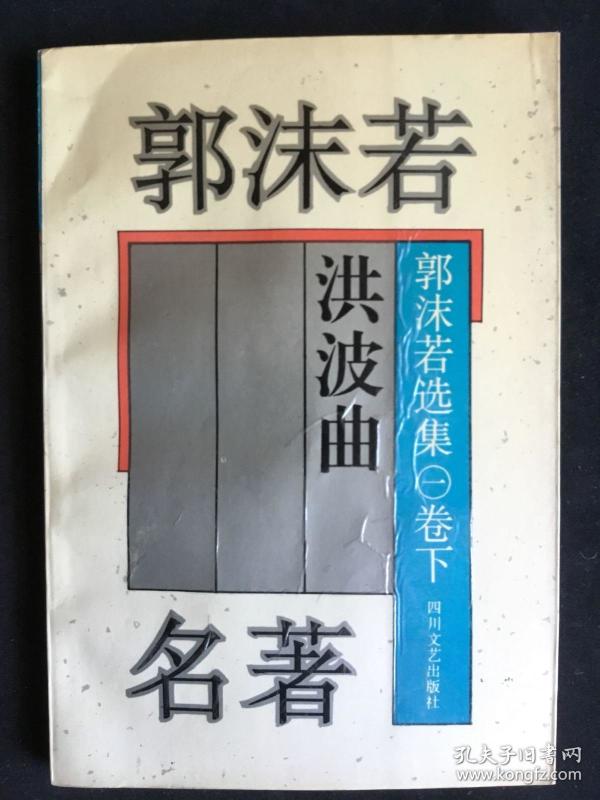 郭沫若
郭沫若选集㊀卷下
四川文艺出版社
洪波曲
名著
孔夫子旧书网
www.kongfz.com